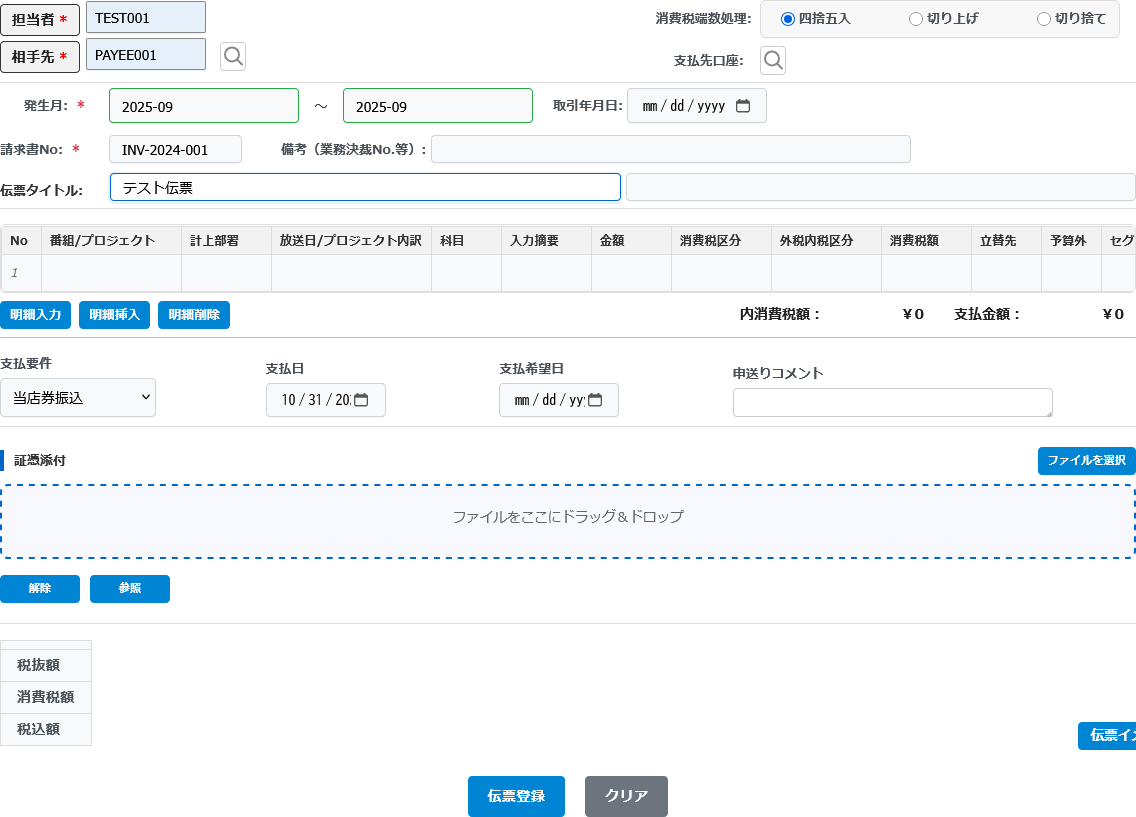 担当者 * TEST001 消費税端数処理: 四捨五入 切り上げ 切り捨て
相手先 * PAYEE001 支払先口座:
発生月: * 2025-09 ～ 2025-09 取引年月日: mm/dd/yyyy
請求書No: * INV-2024-001 備考（業務決裁No.等）:
伝票タイトル: テスト伝票
No 番組/プロジェクト 計上部署 放送日/プロジェクト内訳 科目 入力摘要 金額 消費税区分 外税内税区分 消費税額 立替先 予算外 セグ
1
明細入力 明細挿入 明細削除 内消費税額： ¥0 支払金額： ¥0
支払要件 支払日 支払希望日 申送りコメント
当店券振込 10/31/20 mm/dd/yy
証憑添付 ファイルを選択
ファイルをここにドラッグ＆ドロップ
解除 参照
税抜額
消費税額
税込額
伝票イ
伝票登録 クリア